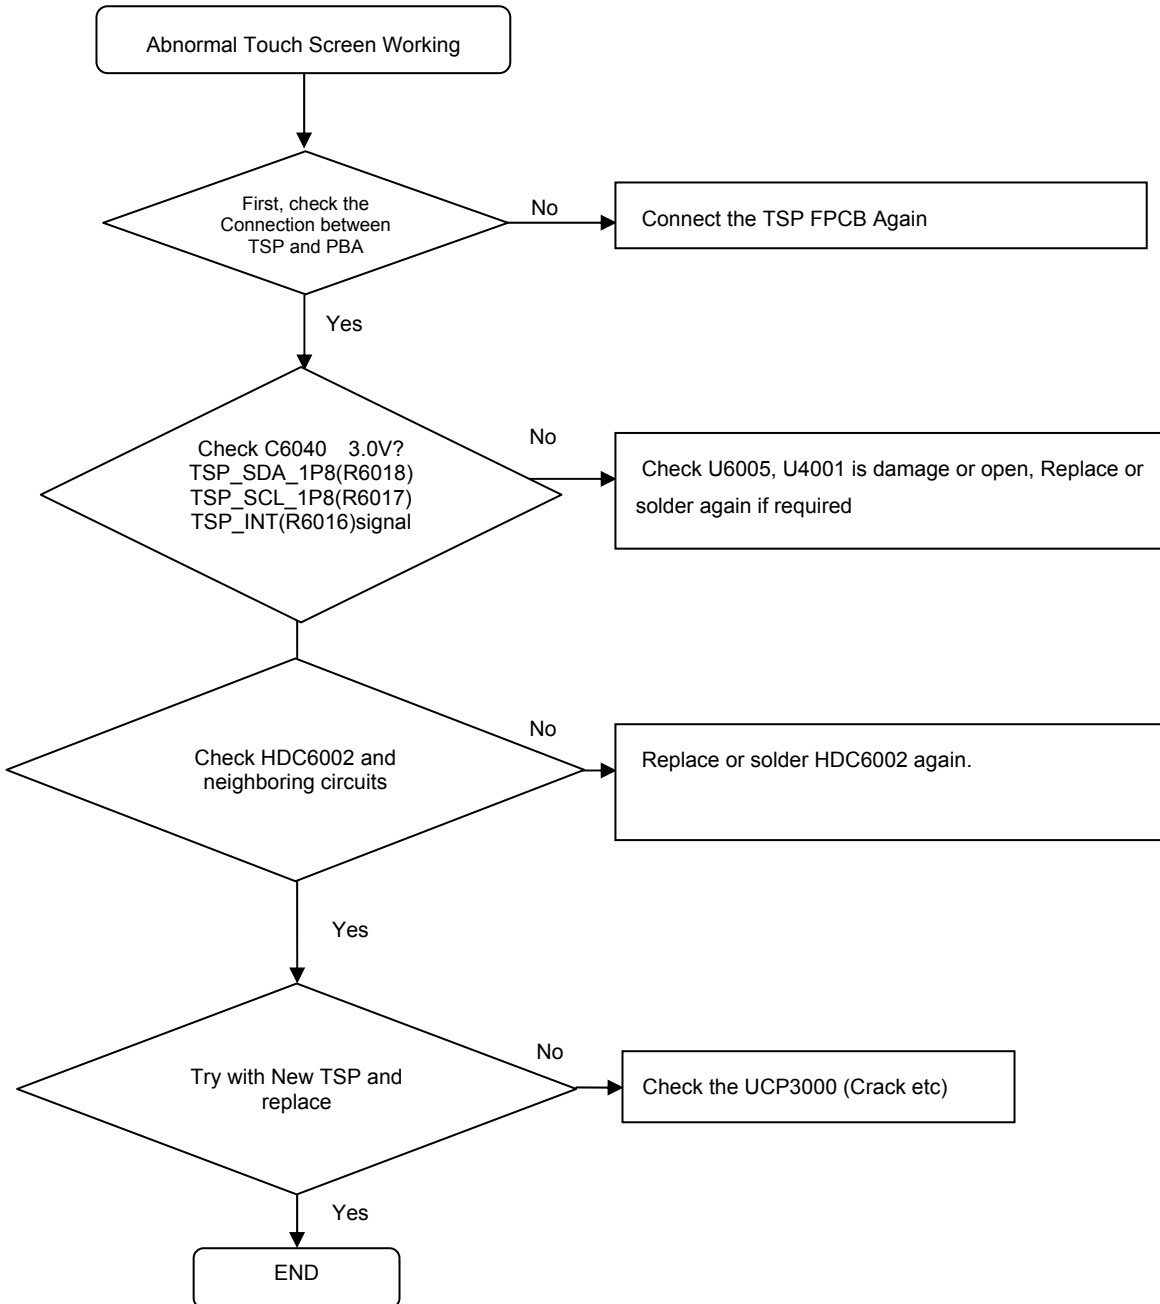 Abnormal Touch Screen Working
First, check the
Connection between
TSP and PBA
No
Connect the TSP FPCB Again
Yes
Check C6040 3.0V?
TSP_SDA_1P8(R6018)
TSP_SCL_1P8(R6017)
TSP_INT(R6016)signal
No
Check U6005, U4001 is damage or open, Replace or
solder again if required
Check HDC6002 and
neighboring circuits
No
Replace or solder HDC6002 again.
Yes
Try with New TSP and
replace
No
Check the UCP3000 (Crack etc)
Yes
END